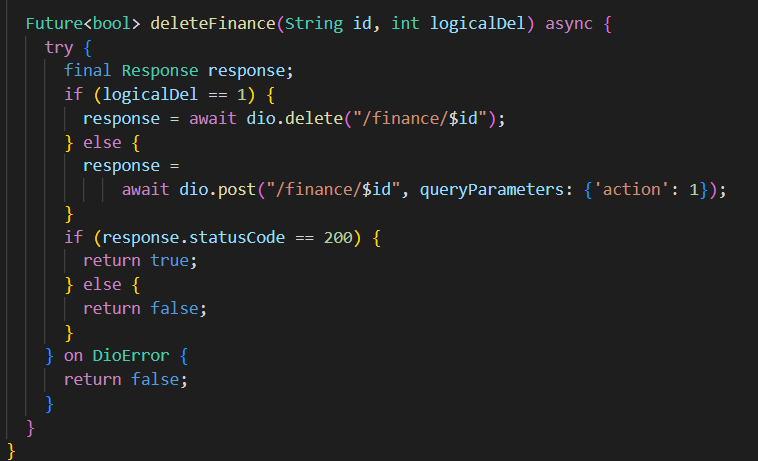 Future<bool> deleteFinance(String id, int logicalDel) async {
try {
final Response response;
if (logicalDel == 1) {
response = await dio.delete("/finance/$id");
} else {
response =
await dio.post("/finance/$id", queryParameters: {'action': 1});
}
if (response.statusCode == 200) {
return true;
} else {
return false;
}
} on DioError {
return false;
}
}
}